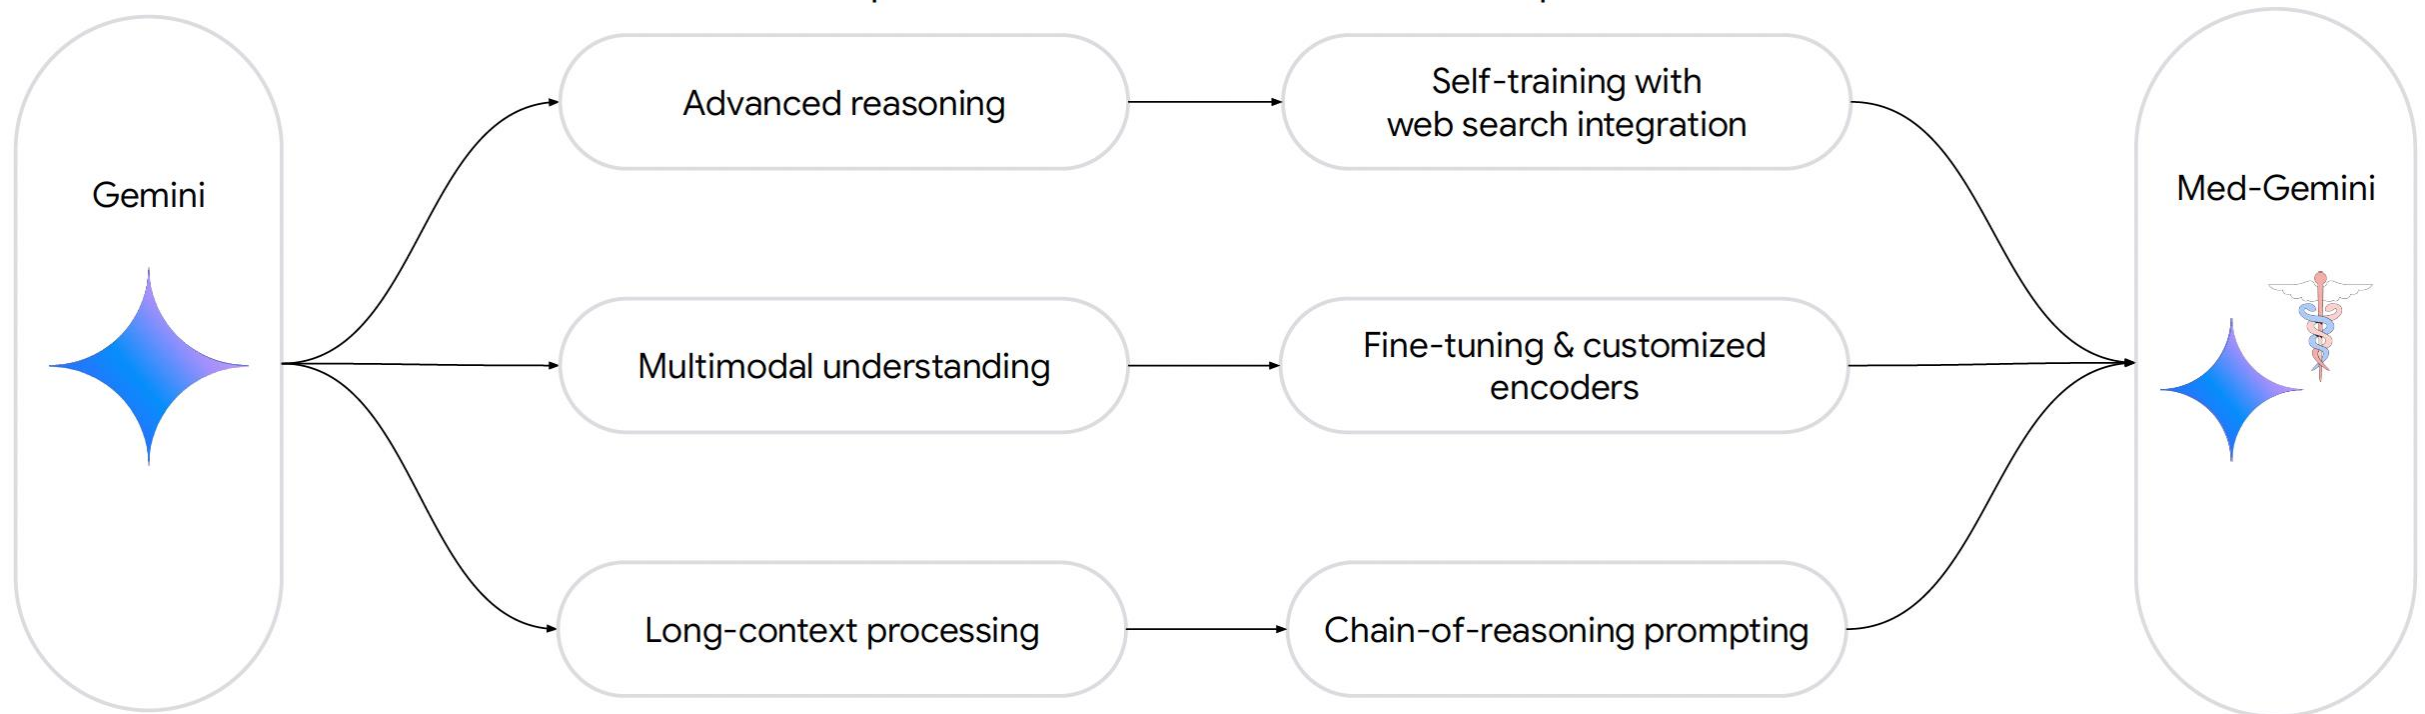 Gemini
Advanced reasoning
Multimodal understanding
Long-context processing
Self-training with
web search integration
Fine-tuning & customized
encoders
Chain-of-reasoning prompting
Med-Gemini